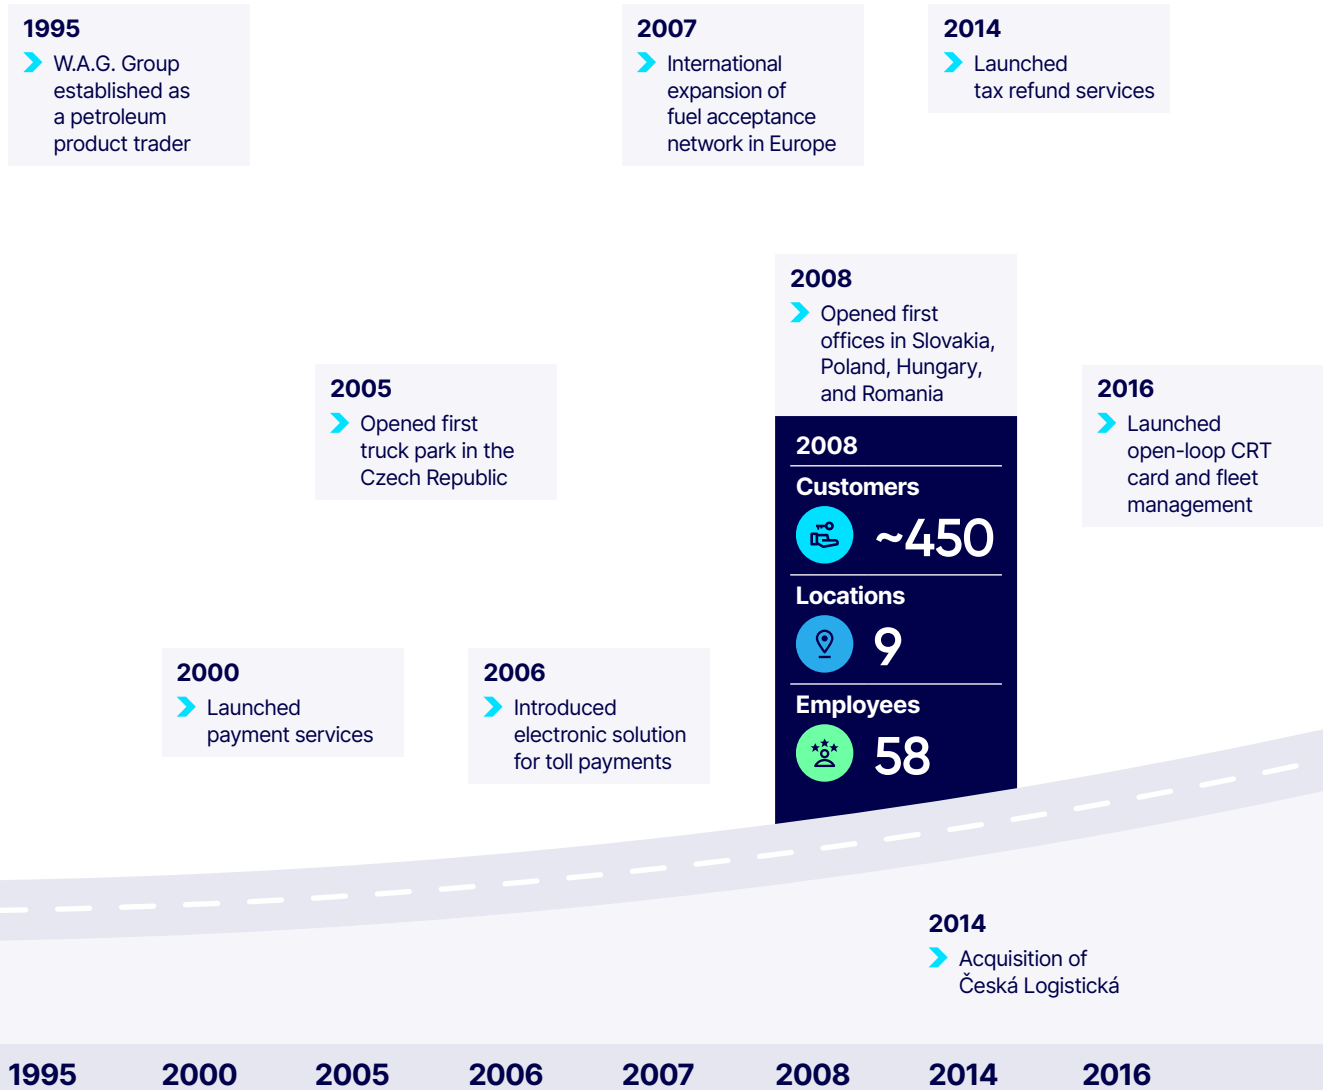 1995
W.A.G. Group
established as
a petroleum
product trader
2007
International
expansion of
fuel acceptance
network in Europe
2014
Launched
tax refund services
2008
Opened first
offices in Slovakia,
Poland, Hungary,
and Romania
2005
Opened first
truck park in the
Czech Republic
2016
Launched
open-loop CRT
card and fleet
management
2008
Customers
~450
Locations
9
Employees
58
2000
Launched
payment services
2006
Introduced
electronic solution
for toll payments
2014
Acquisition of
Česká Logistická
1995 2000 2005 2006 2007 2008 2014 2016